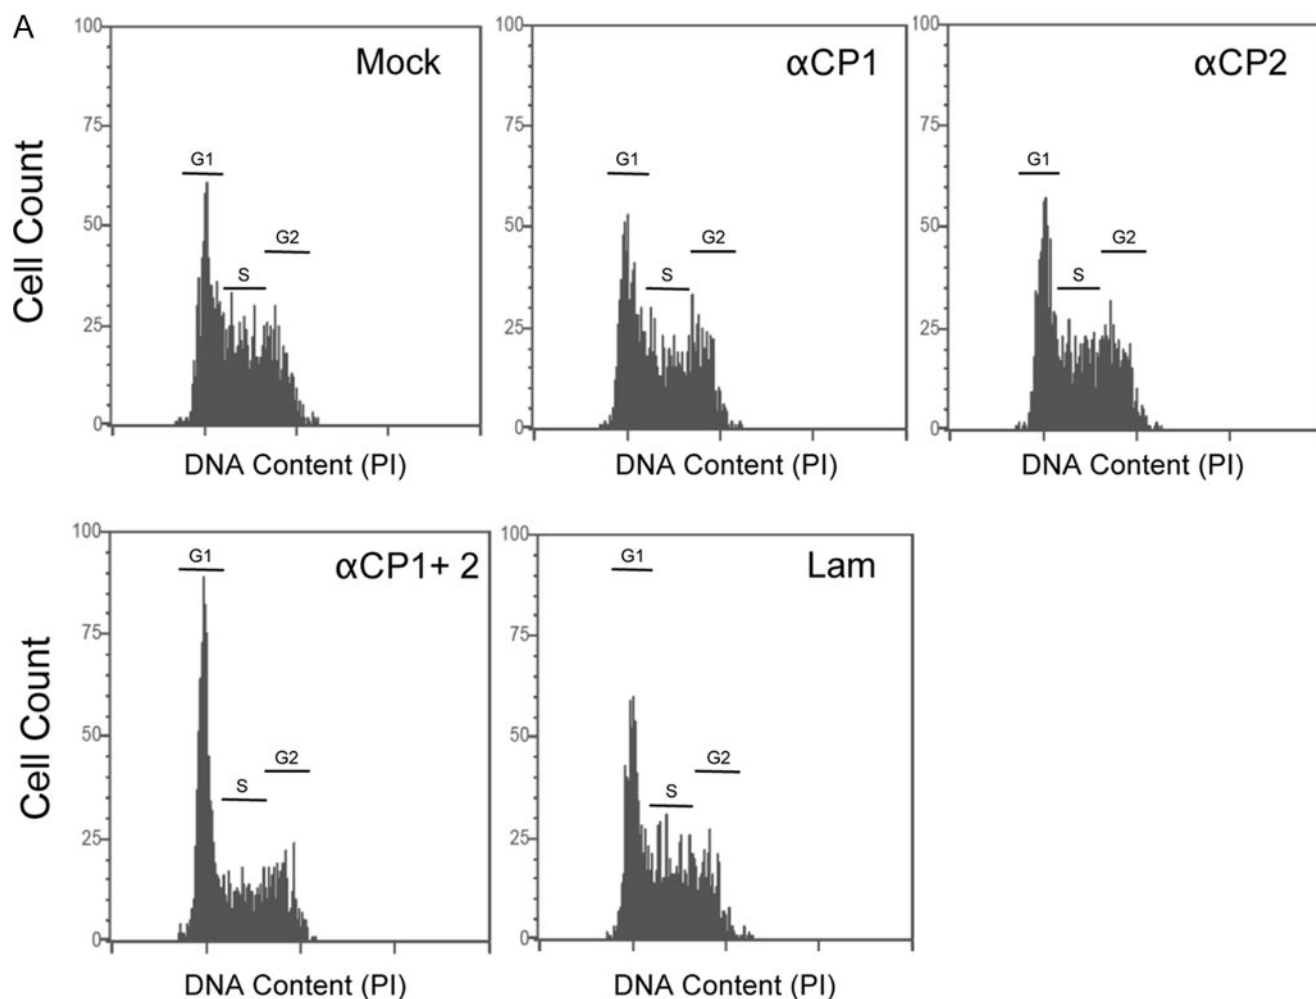 A
Mock
αCP1
αCP2
Cell Count
100
75
50
25
0
G1
S
G2
DNA Content (PI)
100
75
50
25
0
G1
S
G2
DNA Content (PI)
100
75
50
25
0
G1
S
G2
DNA Content (PI)
αCP1+ 2
Lam
Cell Count
100
75
50
25
0
G1
S
G2
DNA Content (PI)
100
75
50
25
0
G1
S
G2
DNA Content (PI)